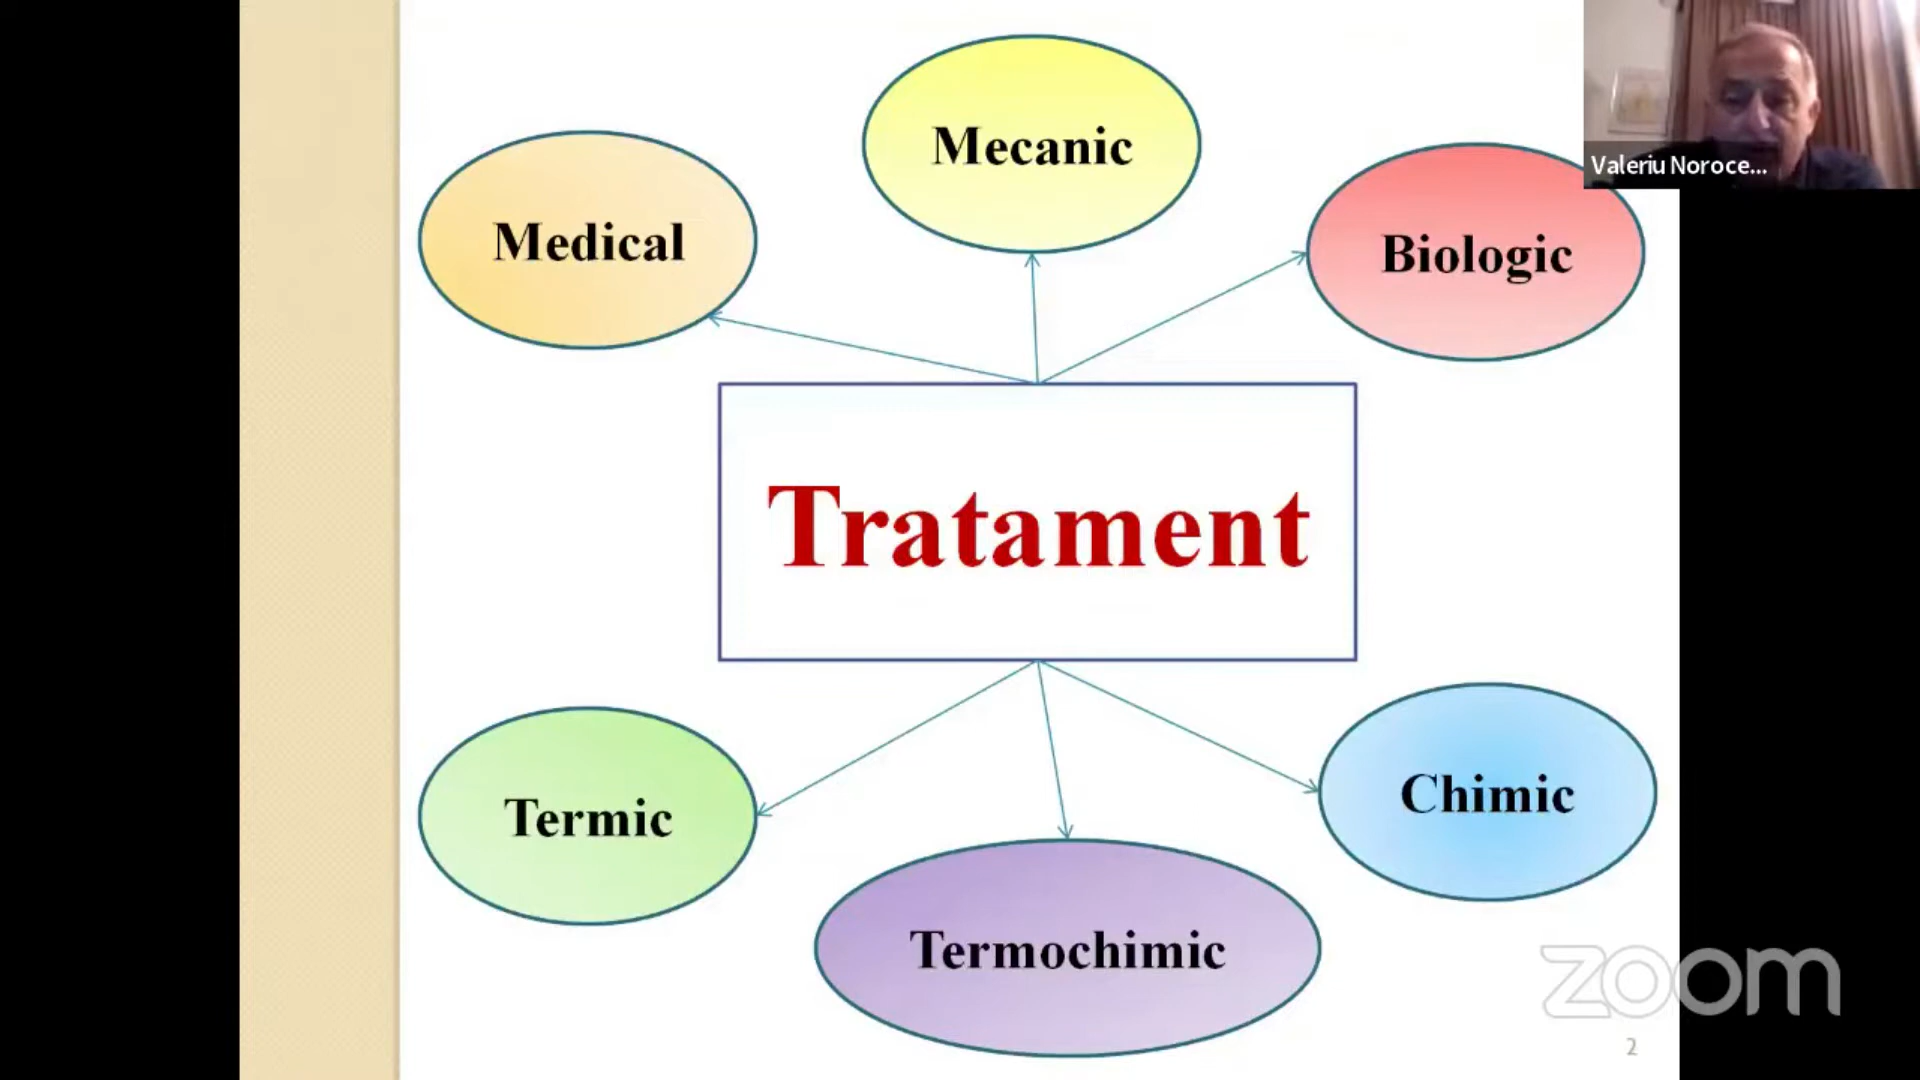 Mecanic
Medical
Biologic
Valeriu Noroce...
Tratament
Termic
Chimic
Termochimic
zoom
2